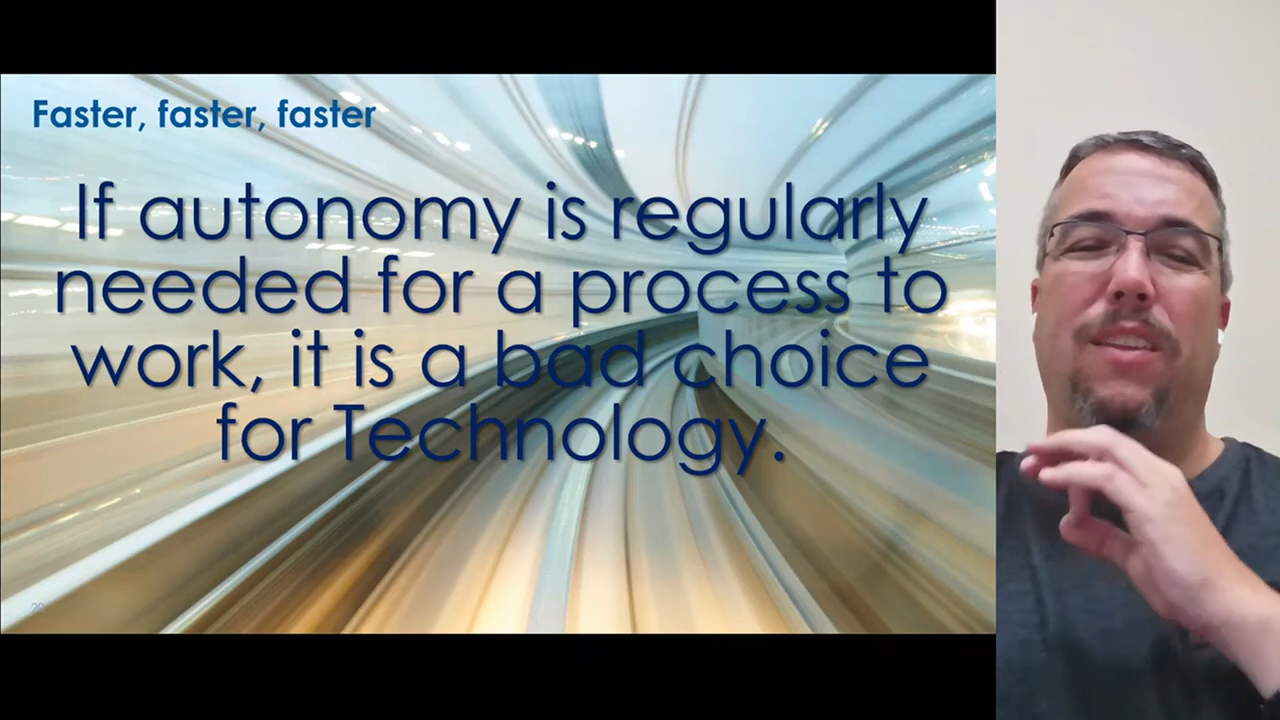 Faster, faster, faster
If autonomy is regularly
needed for a process to
work, it is a bad choice
for Technology.